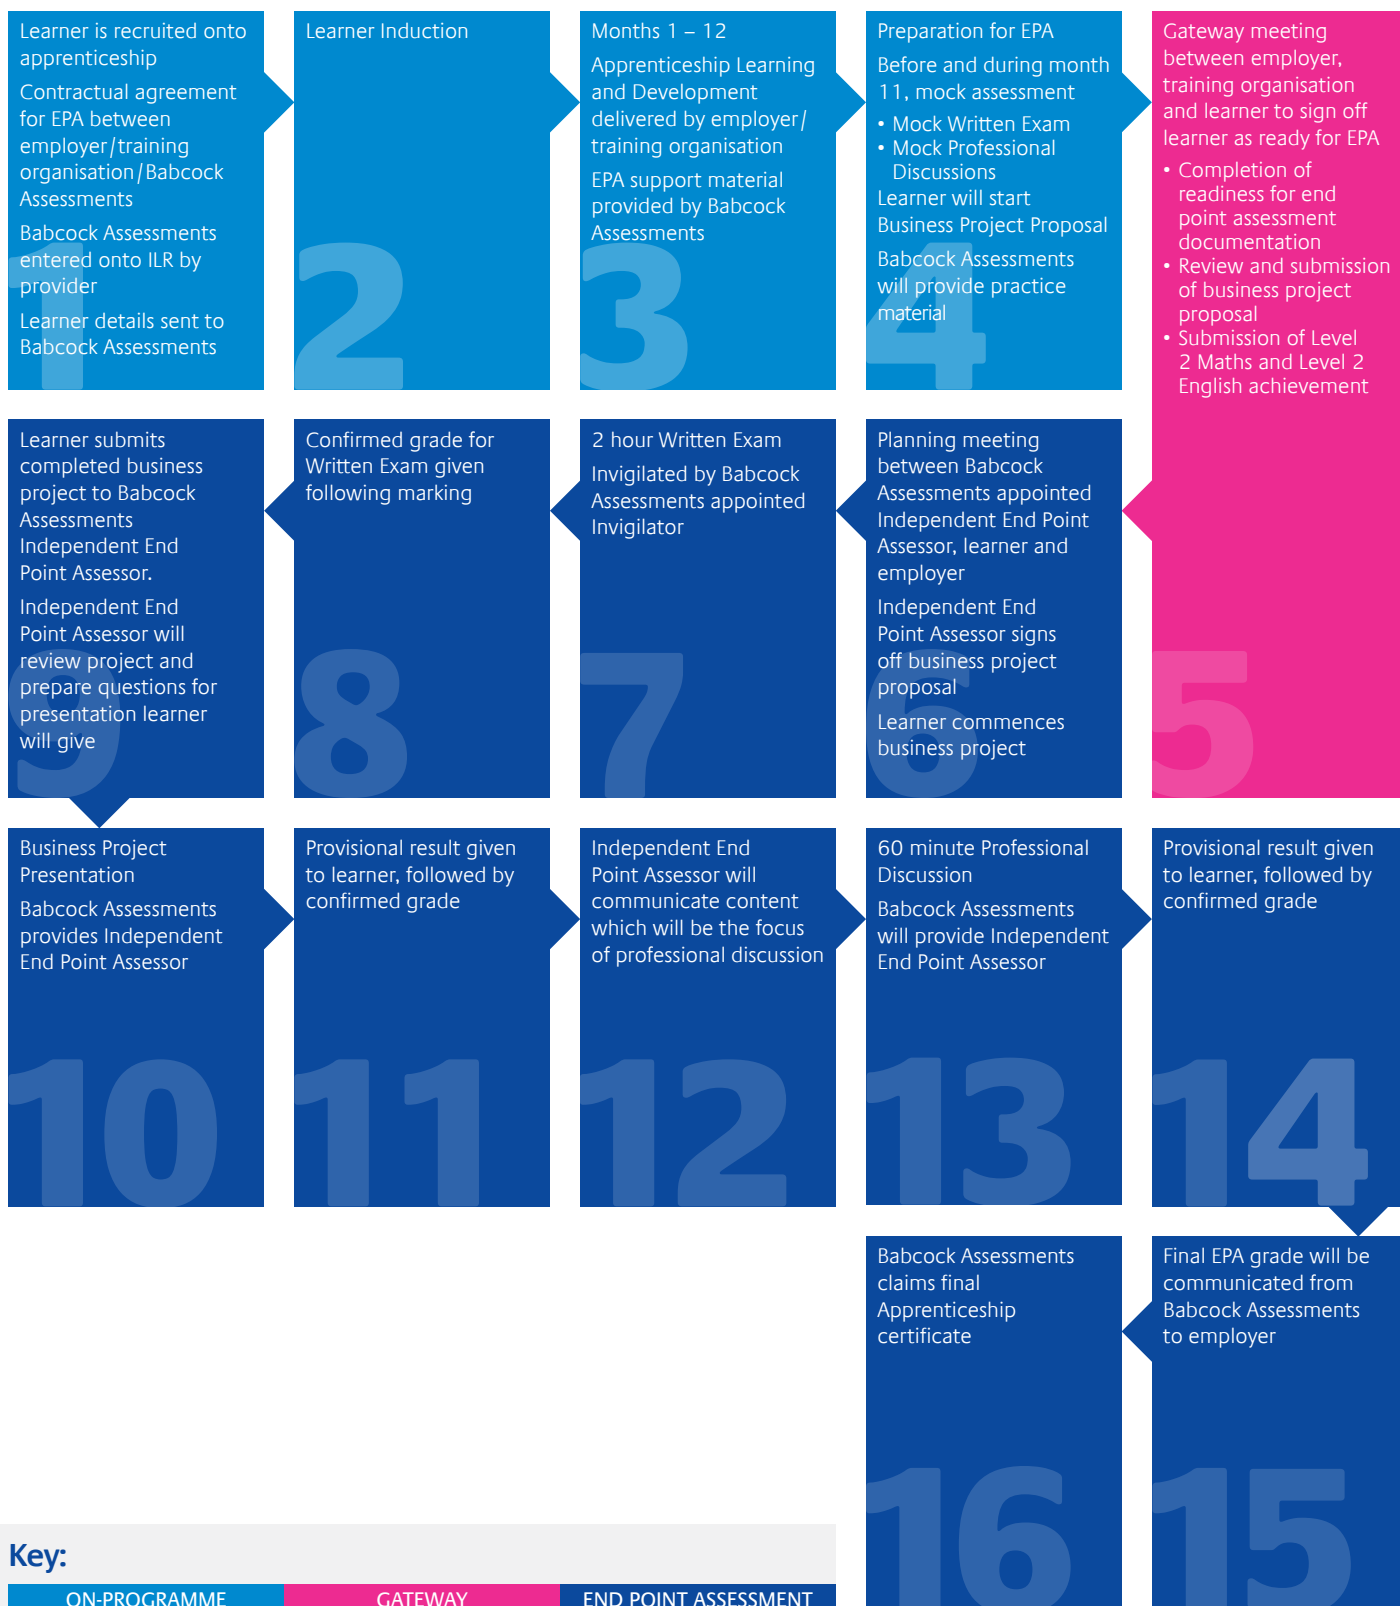 Learner is recruited onto
apprenticeship
Contractual agreement
for EPA between
employer/training
organisation/Babcock
Assessments
Babcock Assessments
entered onto ILR by
provider
Learner details sent to
Babcock Assessments
1
Learner Induction
2
Months 1 – 12
Apprenticeship Learning
and Development
delivered by employer/
training organisation
EPA support material
provided by Babcock
Assessments
3
Preparation for EPA
Before and during month
11, mock assessment
• Mock Written Exam
• Mock Professional
Discussions
Learner will start
Business Project Proposal
Babcock Assessments
will provide practice
material
4
Gateway meeting
between employer,
training organisation
and learner to sign off
learner as ready for EPA
• Completion of
readiness for end
point assessment
documentation
• Review and submission
of business project
proposal
• Submission of Level
2 Maths and Level 2
English achievement
5
Planning meeting
between Babcock
Assessments appointed
Independent End Point
Assessor, learner and
employer
Independent End
Point Assessor signs
off business project
proposal
Learner commences
business project
6
2 hour Written Exam
Invigilated by Babcock
Assessments appointed
Invigilator
7
Confirmed grade for
Written Exam given
following marking
8
Learner submits
completed business
project to Babcock
Assessments
Independent End
Point Assessor.
Independent End
Point Assessor will
review project and
prepare questions for
presentation learner
will give
9
Business Project
Presentation
Babcock Assessments
provides Independent
End Point Assessor
10
Provisional result given
to learner, followed by
confirmed grade
11
Independent End
Point Assessor will
communicate content
which will be the focus
of professional discussion
12
60 minute Professional
Discussion
Babcock Assessments
will provide Independent
End Point Assessor
13
Provisional result given
to learner, followed by
confirmed grade
14
Final EPA grade will be
communicated from
Babcock Assessments
to employer
15
Babcock Assessments
claims final
Apprenticeship
certificate
16
Key:
ON-PROGRAMME
GATEWAY
END POINT ASSESSMENT